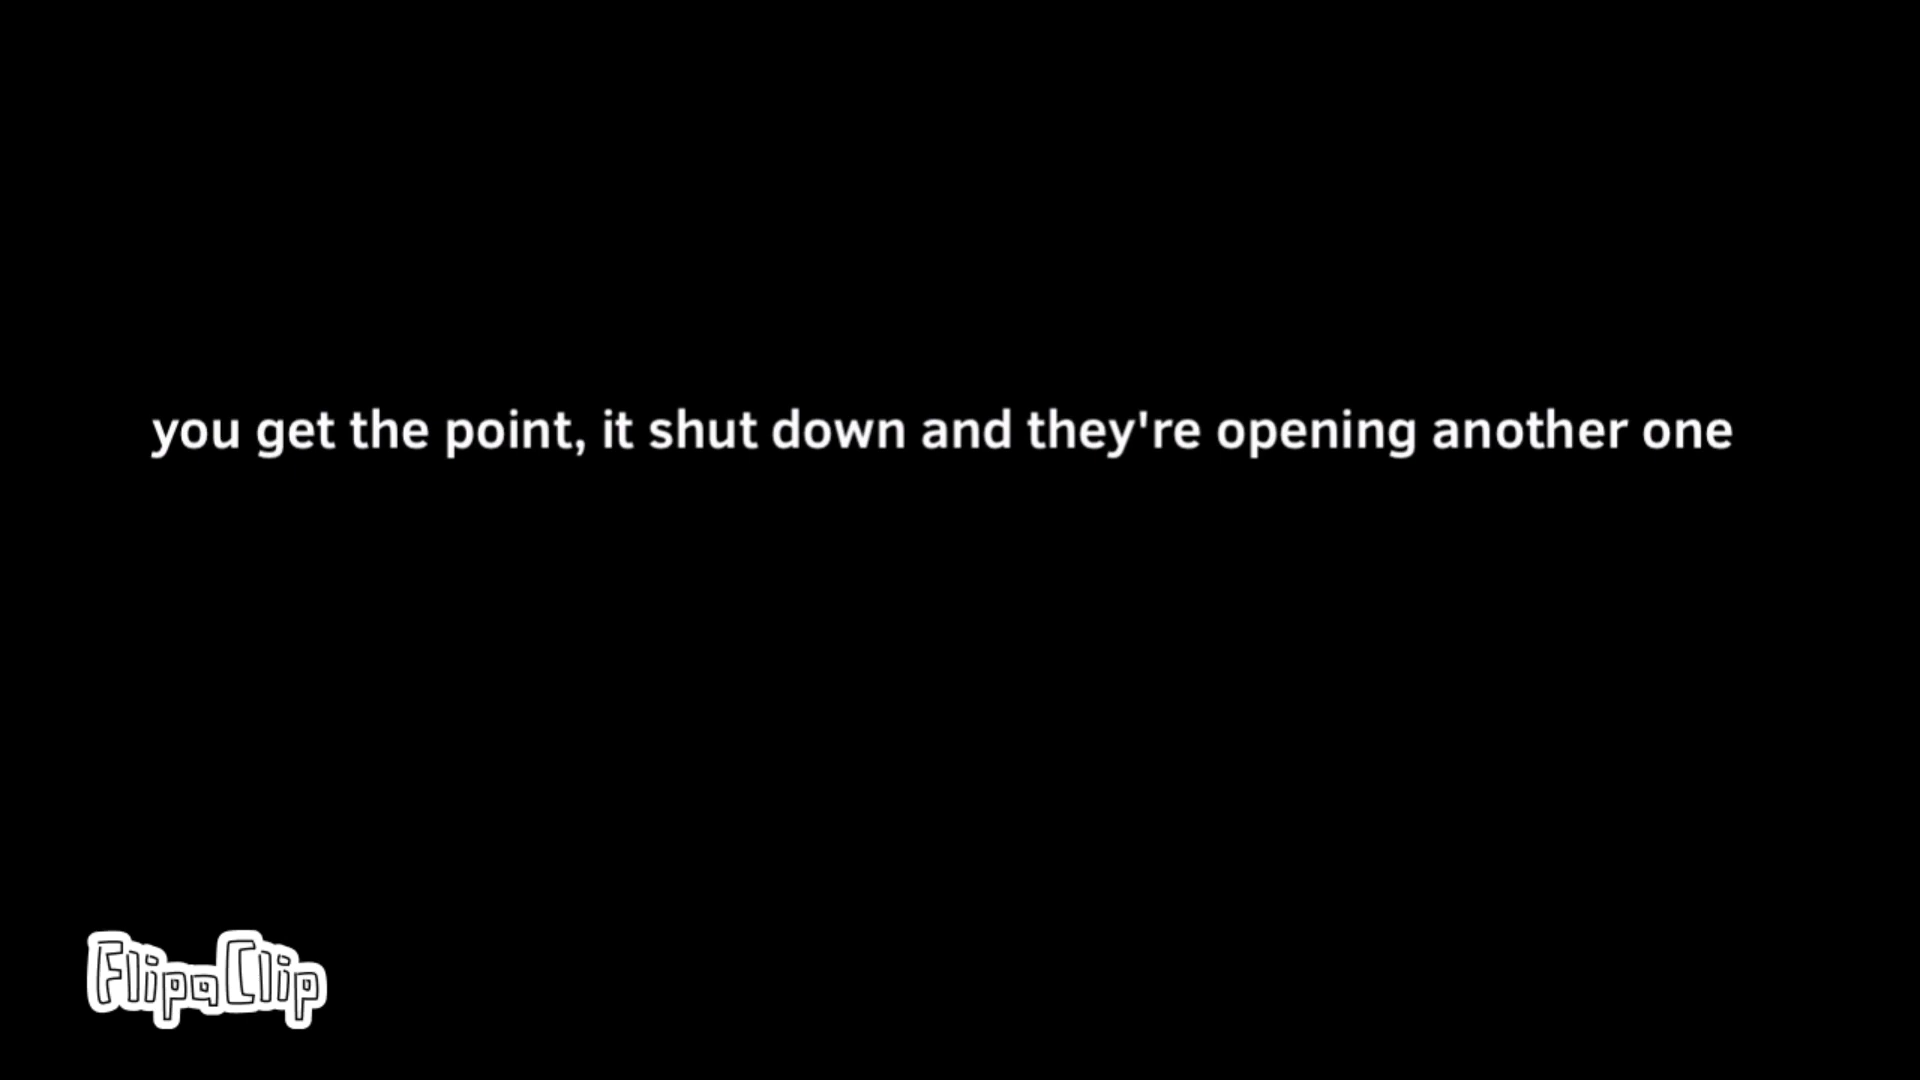 you get the point, it shut down and they're opening another one
FlipaClip